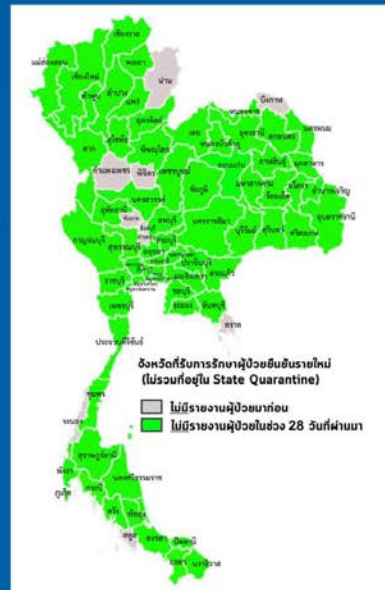 เชียงราย
แม่ฮ่องสอน
พะเยา
น่าน
เชียงใหม่
ลำปาง
ลำพูน
แพร่
อุตรดิตถ์
บึงกาฬ
หนองคาย
เลย
อุดรธานี
สกลนคร
นครพนม
หนองบัวลำภู
สุโขทัย
ตาก
พิษณุโลก
ขอนแก่น
กาฬสินธุ์
มุกดาหาร
กำแพงเพชร
พิจิตร
เพชรบูรณ์
มหาสารคาม
ร้อยเอ็ด
ยโสธร
อำนาจเจริญ
ชัยภูมิ
นครสวรรค์
อุทัยธานี
ลพบุรี
นครราชสีมา
บุรีรัมย์
สุรินทร์
ศรีสะเกษ
อุบลราชธานี
กาญจนบุรี
สุพรรณบุรี
สระบุรี
ปราจีนบุรี
สระแก้ว
ราชบุรี
ฉะเชิงเทรา
ชลบุรี
เพชรบุรี
ระยอง
จันทบุรี
ตราด
ประจวบคีรีขันธ์
จังหวัดที่รับการรักษาผู้ป่วยยืนยันรายใหม่
(ไม่รวมที่อยู่ใน State Quarantine)
ไม่มีรายงานผู้ป่วยมาก่อน
ไม่มีรายงานผู้ป่วยในช่วง 28 วันที่ผ่านมา
ชุมพร
ระนอง
สุราษฎร์ธานี
พังงา
นครศรีธรรมราช
ภูเก็ต
กระบี่
ตรัง
พัทลุง
สตูล
สงขลา
ปัตตานี
ยะลา
นราธิวาส